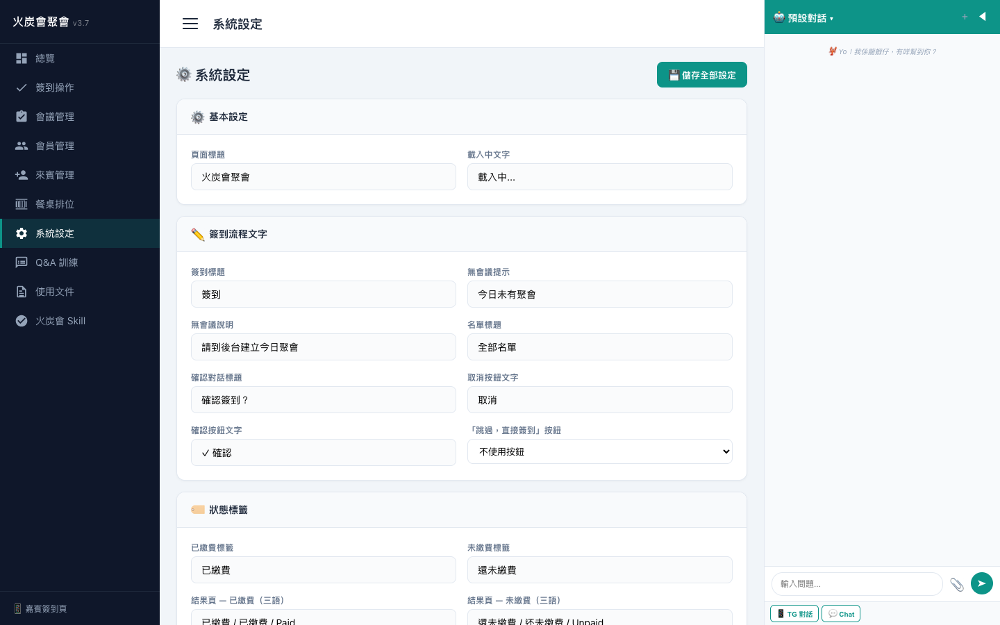 火炭會聚會 v3.7
總覽
簽到操作
會議管理
會員管理
來賓管理
餐桌排位
系統設定
Q&A 訓練
使用文件
火炭會 Skill
嘉賓簽到頁
系統設定
系統設定
儲存全部設定
基本設定
頁面標題
載入中文字
火炭會聚會
載入中...
簽到流程文字
簽到標題
無會議提示
簽到
今日未有聚會
無會議說明
名單標題
請到後台建立今日聚會
全部名單
確認對話標題
取消按鈕文字
確認簽到？
取消
確認按鈕文字
「跳過，直接簽到」按鈕
✓ 確認
不使用按鈕
狀態標籤
已繳費標籤
未繳費標籤
已繳費
還未繳費
結果頁 — 已繳費（三語）
結果頁 — 未繳費（三語）
已繳費 / 已缴费 / Paid
還未繳費 / 还未缴费 / Unpaid
預設對話 ▾
+
Yo！我係龍蝦仔，有咩幫到你？
輸入問題...
TG 對話
Chat